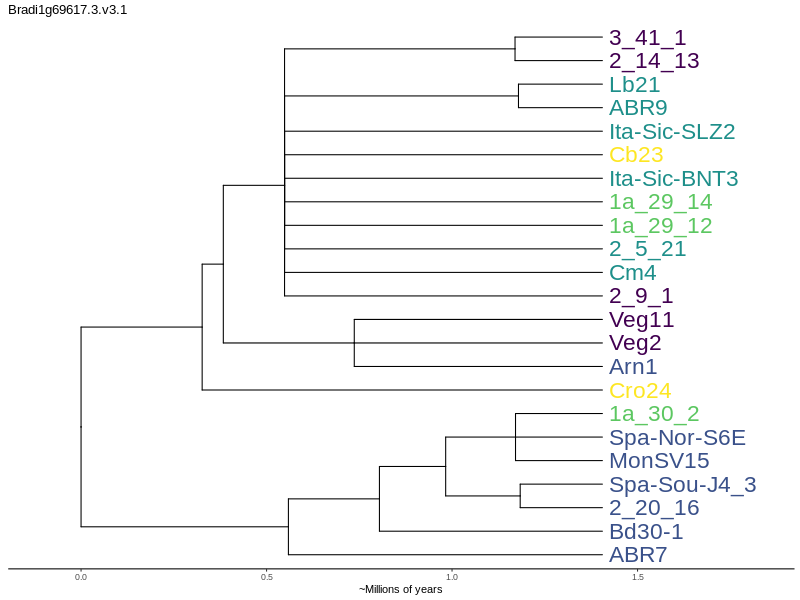 Bradi1g69617.3.v3.1
3_41_1
2_14_13
Lb21
ABR9
Ita-Sic-SLZ2
Cb23
Ita-Sic-BNT3
1a_29_14
1a_29_12
2_5_21
Cm4
2_9_1
Veg11
Veg2
Arn1
Cro24
1a_30_2
Spa-Nor-S6E
MonSV15
Spa-Sou-J4_3
2_20_16
Bd30-1
ABR7
0.0 0.5 1.0 1.5
~Millions of years